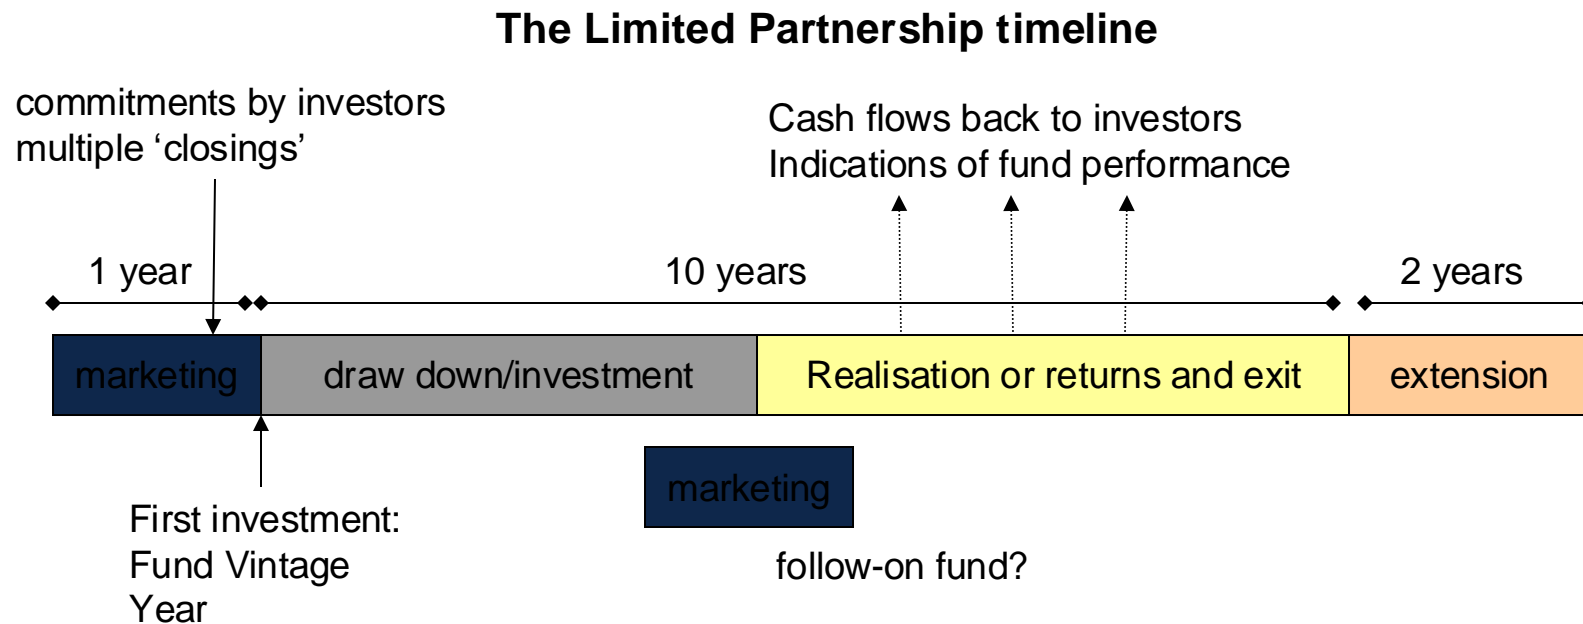 The Limited Partnership timeline
commitments by investors
multiple ‘closings’
Cash flows back to investors
Indications of fund performance
1 year
10 years
2 years
marketing
draw down/investment
Realisation or returns and exit
extension
marketing
First investment:
Fund Vintage
Year
follow-on fund?